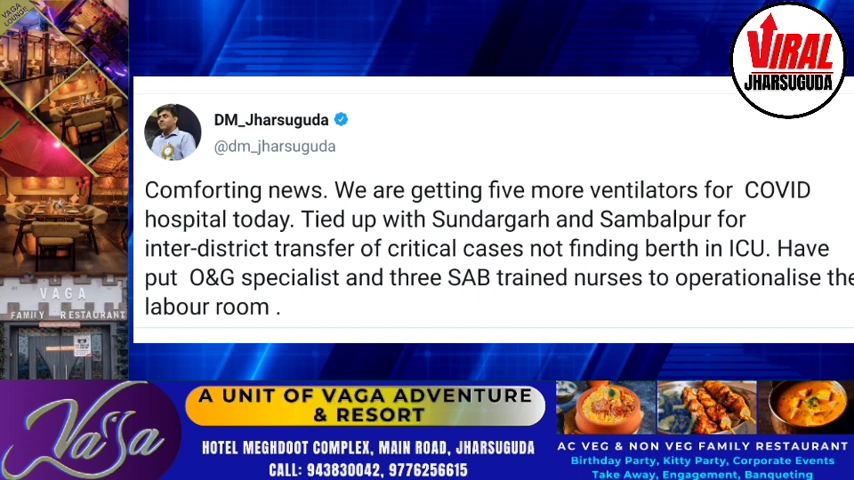 VAGA
LOUNGE
VIRAL
JHARSUGUDA
DM_Jharsuguda
@dm_jharsuguda
Comforting news. We are getting five more ventilators for COVID
hospital today. Tied up with Sundargarh and Sambalpur for
inter-district transfer of critical cases not finding berth in ICU. Have
put O&G specialist and three SAB trained nurses to operationalise the
labour room .
VAGA
FAMILY RESTAURANT
Vaga
A UNIT OF VAGA ADVENTURE
& RESORT
HOTEL MEGHDOOT COMPLEX, MAIN ROAD, JHARSUGUDA
CALL: 943830042, 9776256615
AC VEG & NON VEG FAMILY RESTAURANT
Birthday Party, Kitty Party, Corporate Events
Take Away, Engagement, Banqueting